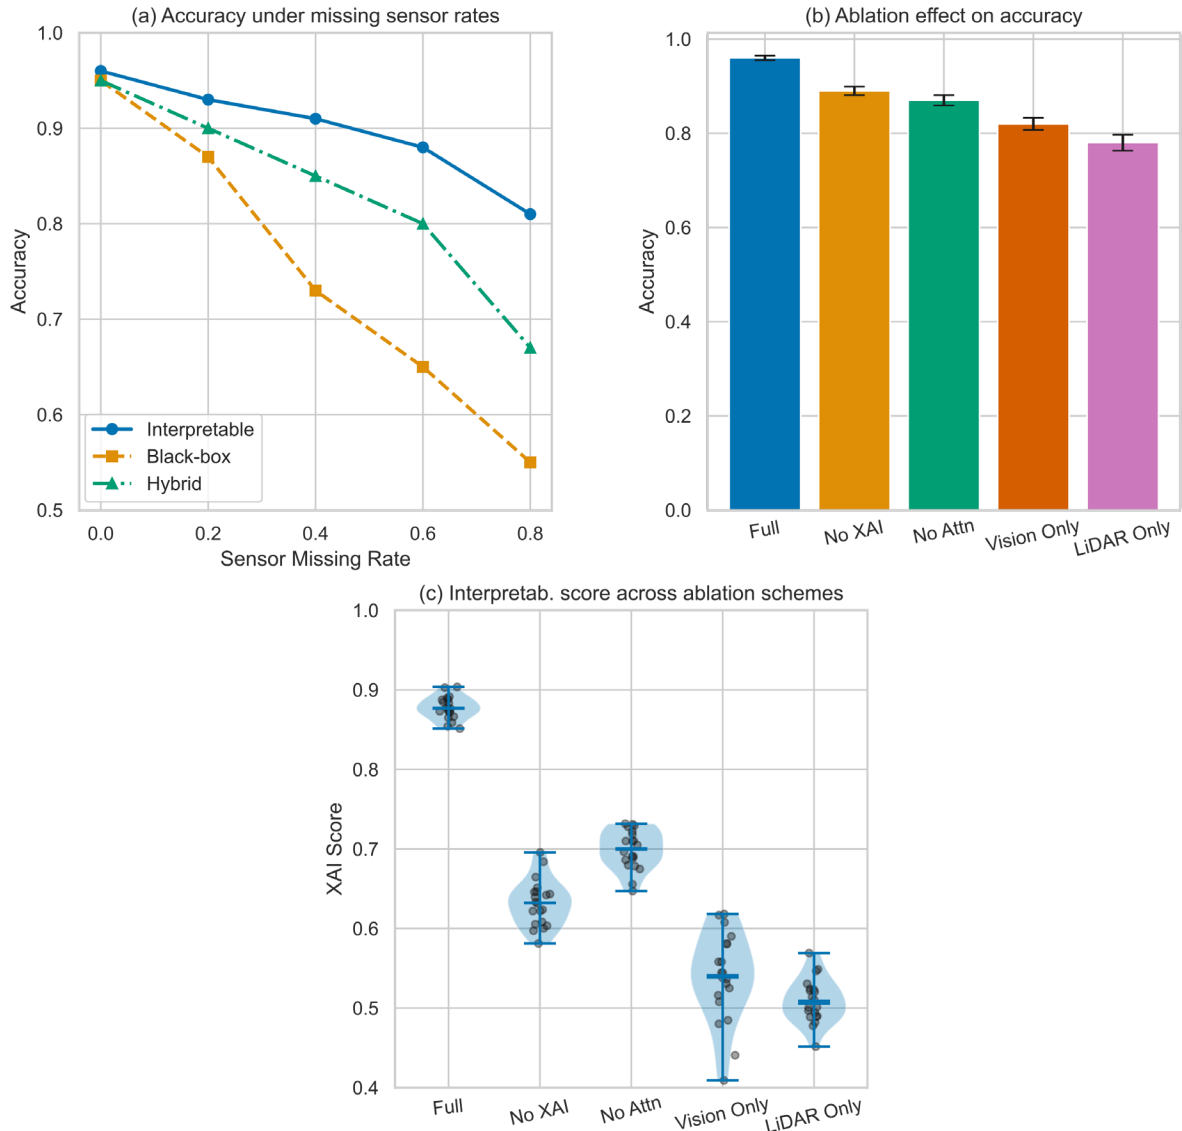 (a) Accuracy under missing sensor rates
Accuracy
1.0
0.9
0.8
0.7
0.6
0.5
Interpretable
Black-box
Hybrid
0.0 0.2 0.4 0.6 0.8
Sensor Missing Rate
(b) Ablation effect on accuracy
Accuracy
1.0
0.8
0.6
0.4
0.2
0.0
Full No XAI No Attn Vision Only LiDAR Only
(c) Interpretab. score across ablation schemes
XAI Score
1.0
0.9
0.8
0.7
0.6
0.5
0.4
Full No XAI No Attn Vision Only LiDAR Only